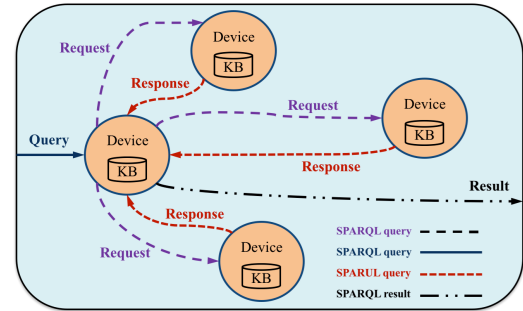 Request
Device
KB
Response
Request
Device
KB
Query
Device
KB
Response
Result
Response
Request
Device
KB
SPARQL query
SPARQL query
SPARUL query
SPARQL result